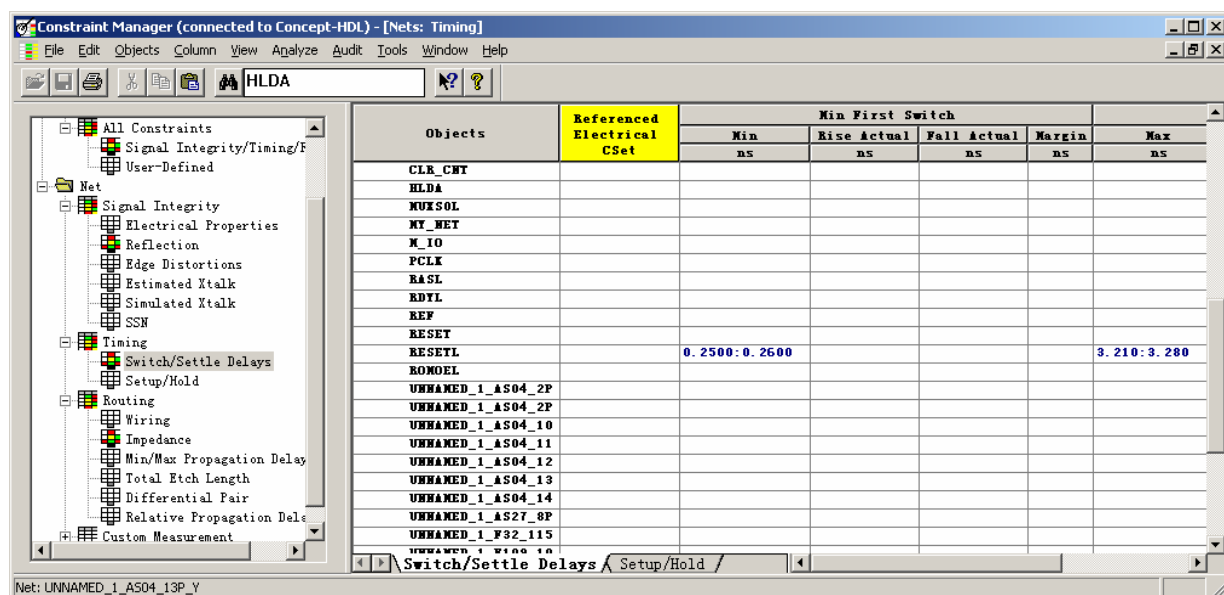 Constraint Manager (connected to Concept-HDL) - [Nets: Timing]
File Edit Objects Column View Analyze Audit Tools Window Help
HLDA
All Constraints
Signal Integrity/Timing/R
User-Defined
Net
Signal Integrity
Electrical Properties
Reflection
Edge Distortions
Estimated Xtalk
Simulated Xtalk
SSN
Timing
Switch/Settle Delays
Setup/Hold
Routing
Wiring
Impedance
Min/Max Propagation Delay
Total Etch Length
Differential Pair
Relative Propagation Dela
Custom Measurement
Objects
Referenced
Electrical
CSet
Min First Switch
Min Rise Actual Fall Actual Margin Max
ns ns ns ns ns
CLR_CNT
HLDA
MUXSOL
MY_NET
M_IO
PCLK
RASL
RDYL
REF
RESET
RESETL 0.2500:0.2600 3.210:3.280
ROMOEL
UNNAMED_1_AS04_2P
UNNAMED_1_AS04_2P
UNNAMED_1_AS04_10
UNNAMED_1_AS04_11
UNNAMED_1_AS04_12
UNNAMED_1_AS04_13
UNNAMED_1_AS04_14
UNNAMED_1_AS27_8P
UNNAMED_1_F32_115
Switch/Settle Delays Setup/Hold
Net: UNNAMED_1_AS04_13P_Y